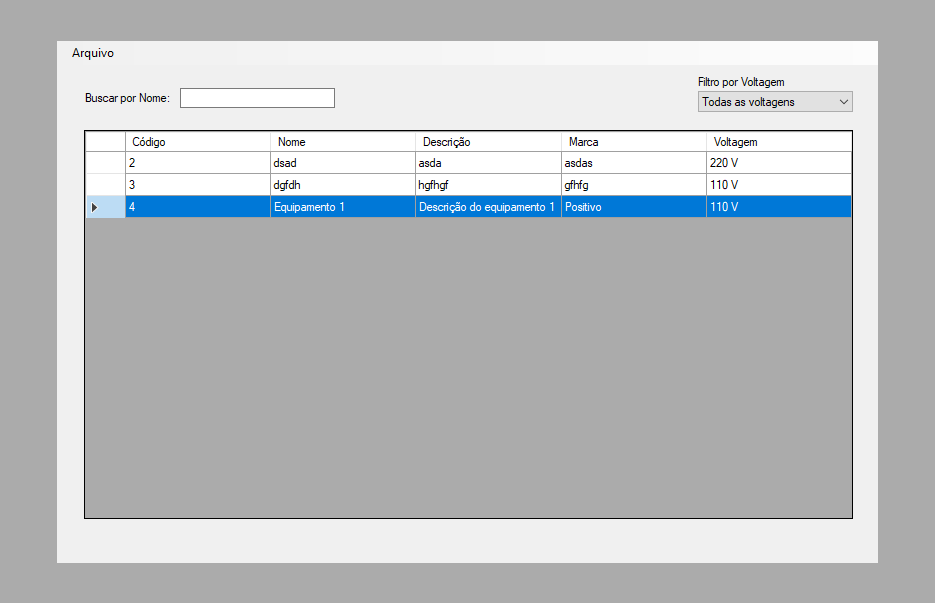 Arquivo
Filtro por Voltagem
Buscar por Nome:
Todas as voltagens
Código Nome Descrição Marca Voltagem
2 dsad asda asdas 220 V
3 dgfdh hgfhgf gfhfg 110 V
4 Equipamento 1 Descrição do equipamento 1 Positivo 110 V